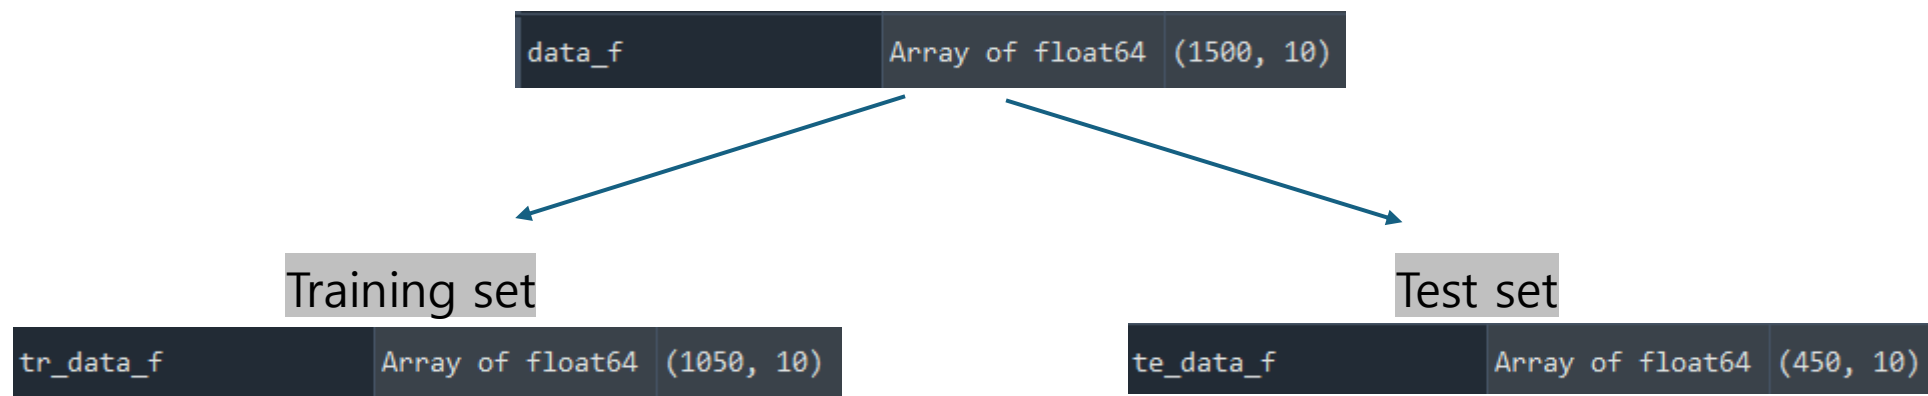 data_f Array of float64 (1500, 10)
Training set
Test set
tr_data_f Array of float64 (1050, 10)
te_data_f Array of float64 (450, 10)